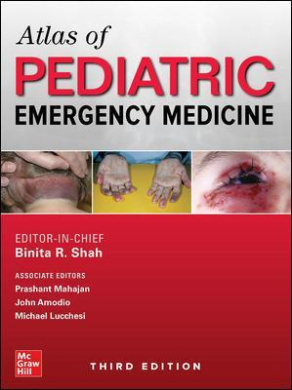 Atlas of
PEDIATRIC
EMERGENCY MEDICINE
EDITOR-IN-CHIEF
Binita R. Shah
ASSOCIATE EDITORS
Prashant Mahajan
John Amodio
Michael Lucchesi
Mc
Graw
Hill
THIRD EDITION